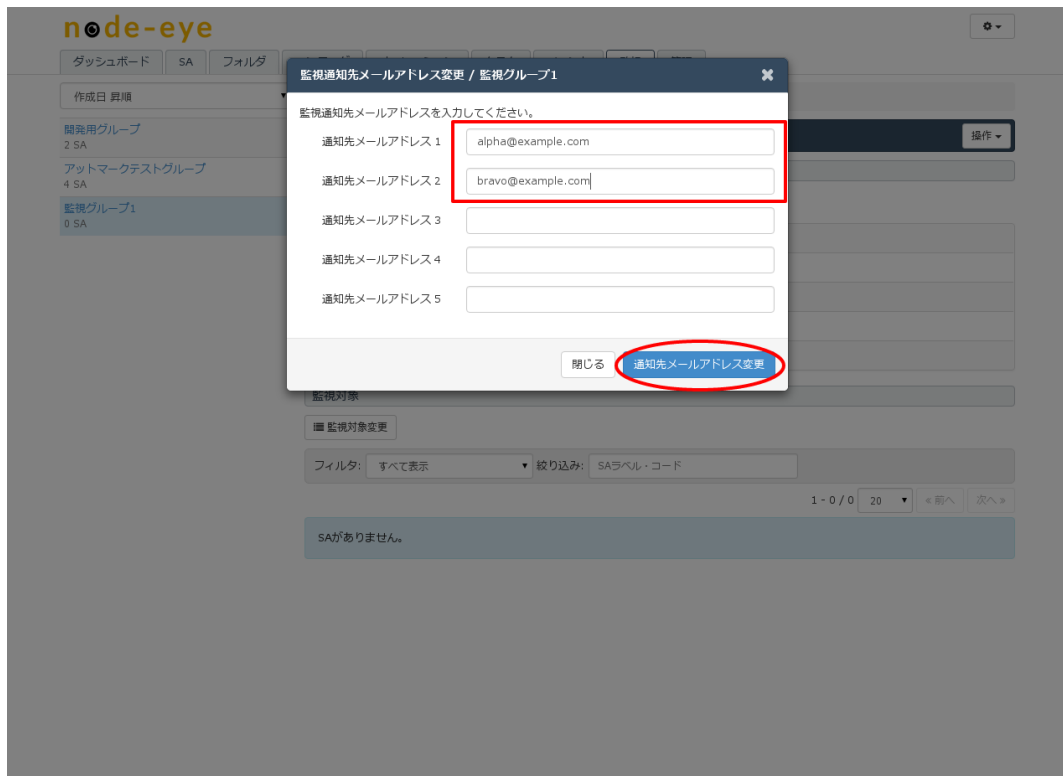 node-eye
ダッシュボード SA フォルダ
作成日 昇順
開発用グループ
2 SA
アットマークテストグループ
4 SA
監視グループ1
0 SA
操作
監視通知先メールアドレス変更 / 監視グループ1
監視通知先メールアドレスを入力してください。
通知先メールアドレス 1 alpha@example.com
通知先メールアドレス 2 bravo@example.com
通知先メールアドレス 3
通知先メールアドレス 4
通知先メールアドレス 5
閉じる 通知先メールアドレス変更
監視対象
監視対象変更
フィルタ: すべて表示 絞り込み: SAラベル・コード
1 - 0 / 0 20 « 前へ 次へ »
SAがありません。